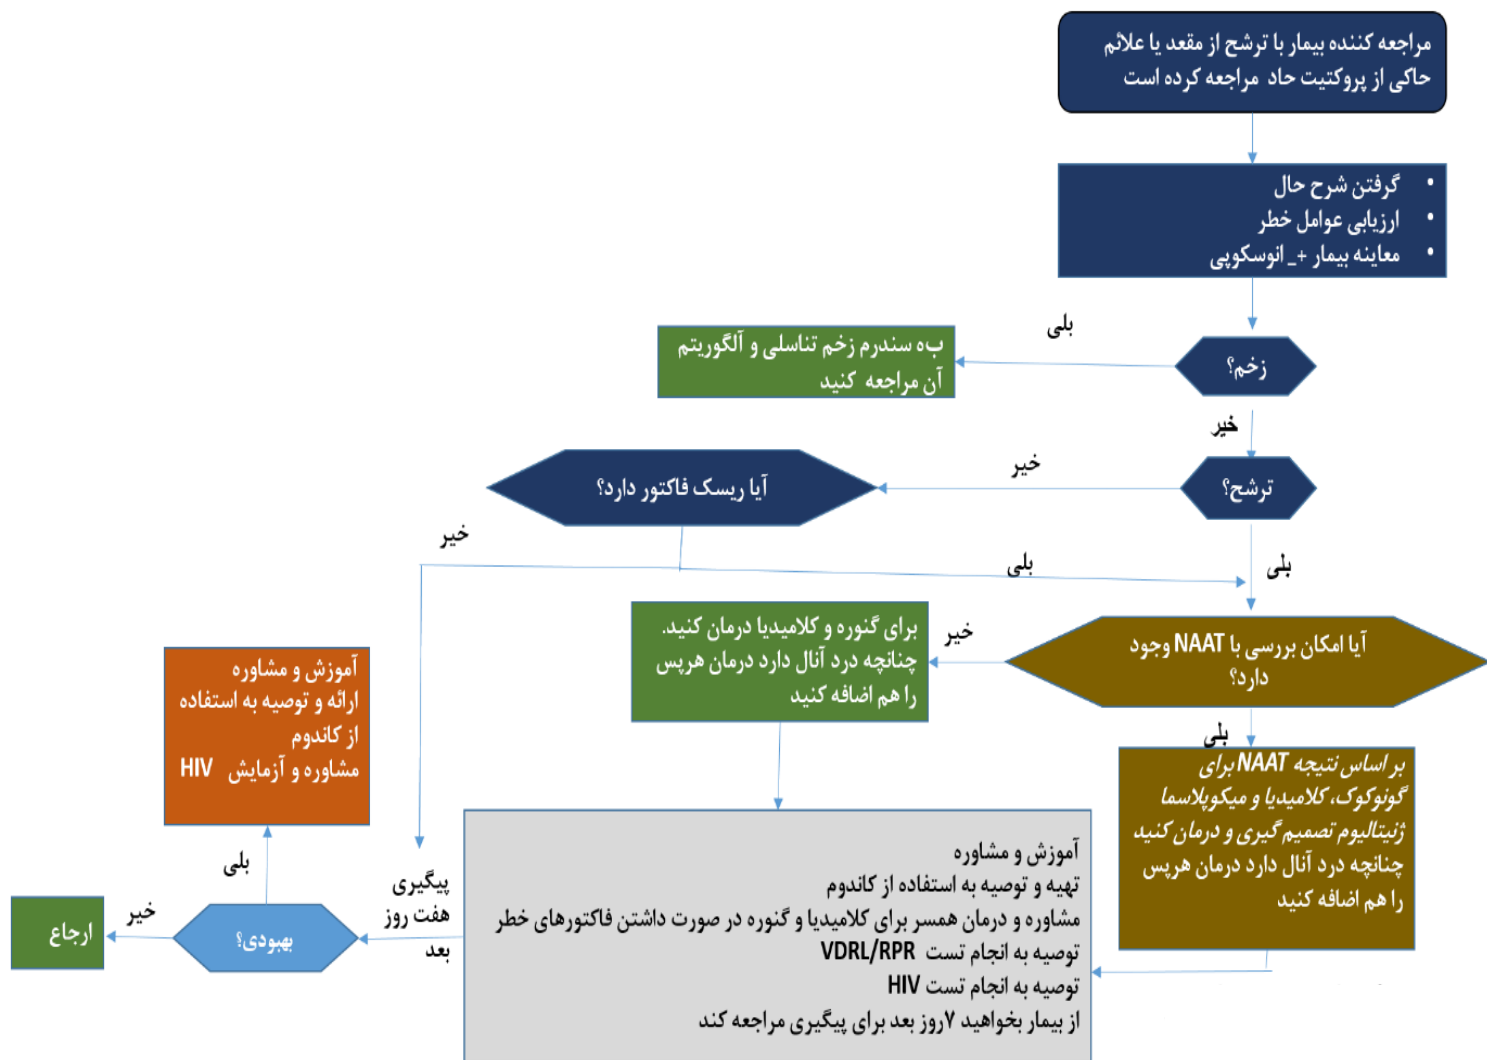 مراجعه کننده بیمار با ترشح از مقعد یا علائم
حاکی از پروکتیت حاد مراجعه کرده است
• گرفتن شرح حال
• ارزیابی عوامل خطر
• معاینه بیمار +_ انوسکوپی
زخم؟
بلی
به سندرم زخم تناسلی و آلگوریتم
آن مراجعه کنید
خیر
ترشح؟
خیر
آیا ریسک فاکتور دارد؟
خیر
بلی
بلی
آیا امکان بررسی با NAAT وجود
دارد؟
خیر
برای گنوره و کلامیدیا درمان کنید.
چنانچه درد آنال دارد درمان هرپس
را هم اضافه کنید
بلی
بر اساس نتیجه NAAT برای
گونوکوک، کلامیدیا و میکوپلاسما
ژنیتالیوم تصمیم گیری و درمان کنید
چنانچه درد آنال دارد درمان هرپس
را هم اضافه کنید
آموزش و مشاوره
تهیه و توصیه به استفاده از کاندوم
مشاوره و درمان همسر برای کلامیدیا و گنوره در صورت داشتن فاکتورهای خطر
توصیه به انجام تست VDRL/RPR
توصیه به انجام تست HIV
از بیمار بخواهید ۷روز بعد برای پیگیری مراجعه کند
پیگیری
هفت روز
بعد
بهبودی؟
بلی
آموزش و مشاوره
ارائه و توصیه به استفاده
از کاندوم
مشاوره و آزمایش HIV
خیر
ارجاع